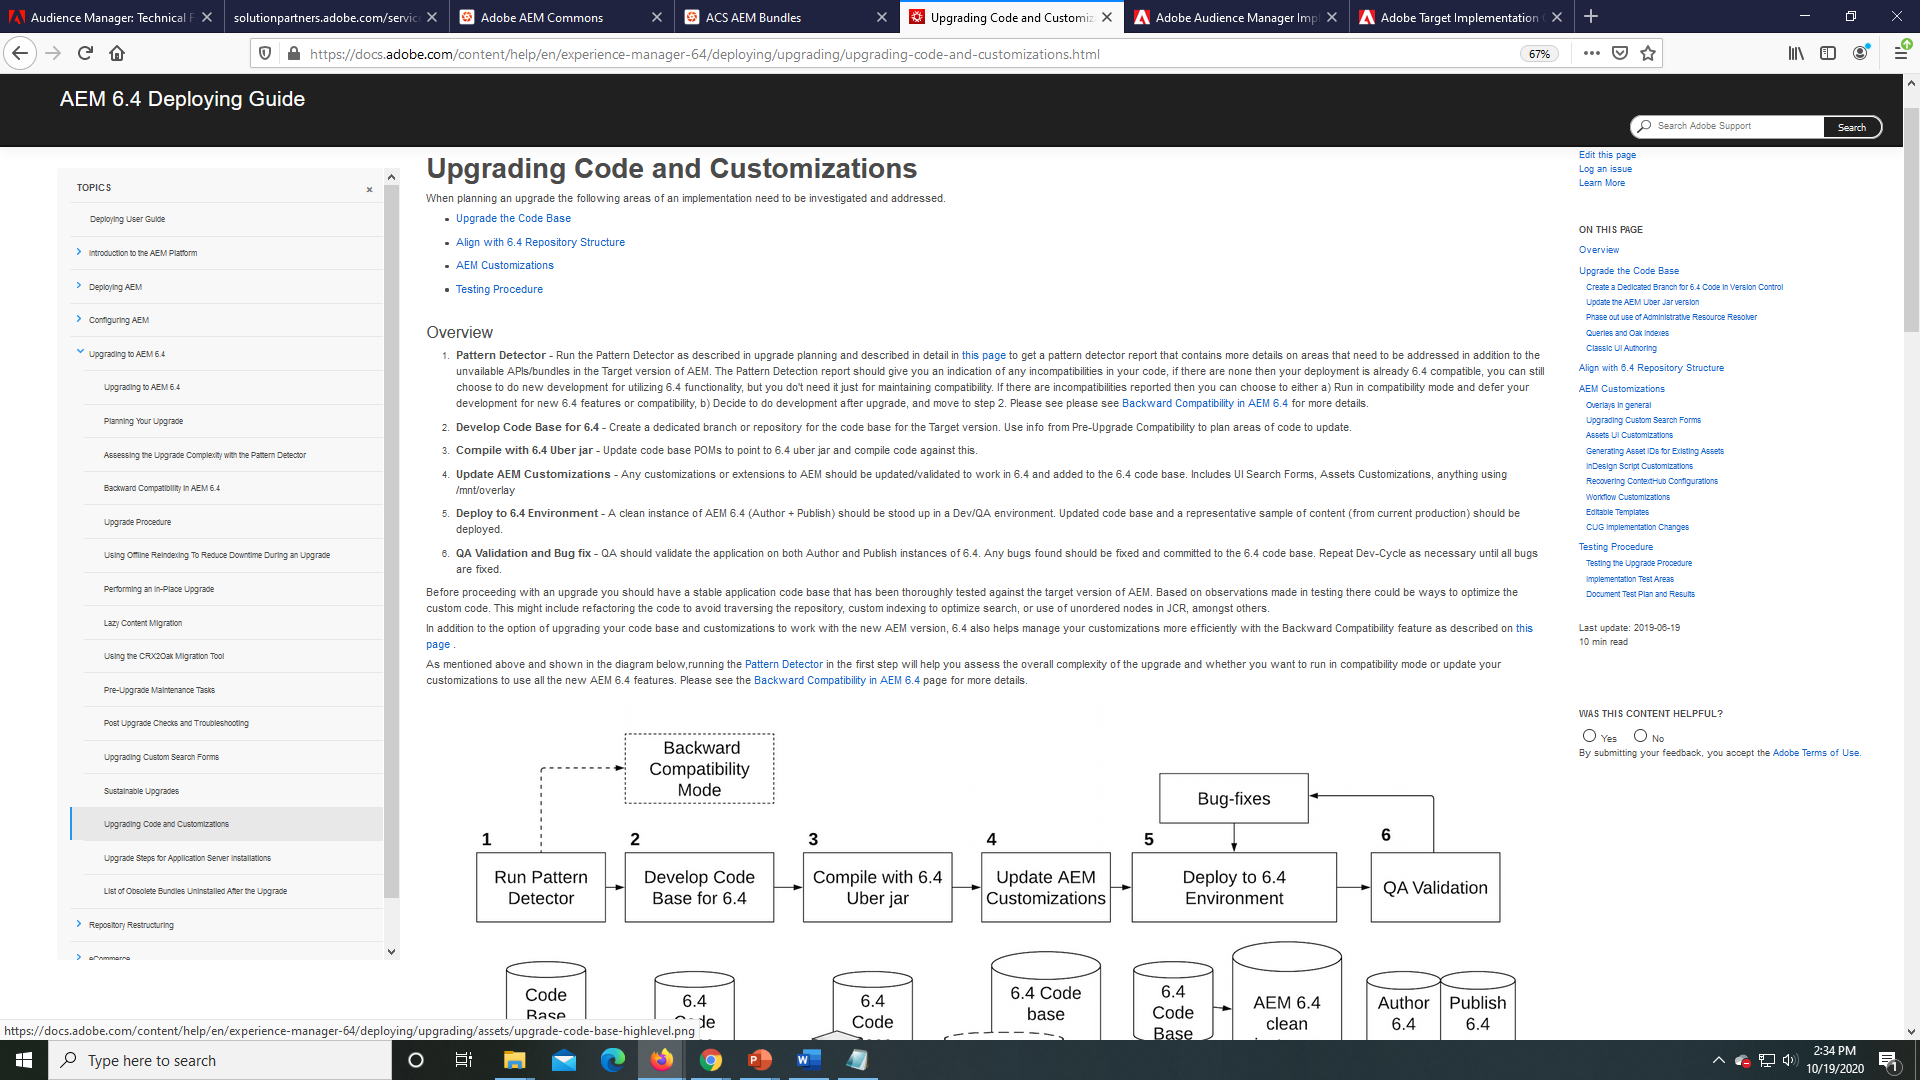 Audience Manager: Technical F
solutionpartners.adobe.com/servic
Adobe AEM Commons
ACS AEM Bundles
Upgrading Code and Customiz
Adobe Audience Manager Imp
Adobe Target Implementation
https://docs.adobe.com/content/help/en/experience-manager-64/deploying/upgrading/upgrading-code-and-customizations.html
67%
AEM 6.4 Deploying Guide
Search Adobe Support
Search
TOPICS
Deploying User Guide
Introduction to the AEM Platform
Deploying AEM
Configuring AEM
Upgrading to AEM 6.4
Upgrading to AEM 6.4
Planning Your Upgrade
Assessing the Upgrade Complexity with the Pattern Detector
Backward Compatibility in AEM 6.4
Upgrade Procedure
Using Offline Reindexing To Reduce Downtime During an Upgrade
Performing an In-Place Upgrade
Lazy Content Migration
Using the CRX2Oak Migration Tool
Pre-Upgrade Maintenance Tasks
Post Upgrade Checks and Troubleshooting
Upgrading Custom Search Forms
Sustainable Upgrades
Upgrading Code and Customizations
Upgrade Steps for Application Server Installations
List of Obsolete Bundles Uninstalled After the Upgrade
Repository Restructuring
eCommerce
Upgrading Code and Customizations
When planning an upgrade the following areas of an implementation need to be investigated and addressed.
• Upgrade the Code Base
• Align with 6.4 Repository Structure
• AEM Customizations
• Testing Procedure
Overview
1. Pattern Detector - Run the Pattern Detector as described in upgrade planning and described in detail in this page to get a pattern detector report that contains more details on areas that need to be addressed in addition to the
unvailable APIs/bundles in the Target version of AEM. The Pattern Detection report should give you an indication of any incompatibilities in your code, if there are none then your deployment is already 6.4 compatible, you can still
choose to do new development for utilizing 6.4 functionality, but you do't need it just for maintaining compatibility. If there are incompatibilities reported then you can choose to either a) Run in compatibility mode and defer your
development for new 6.4 features or compatibility, b) Decide to do development after upgrade, and move to step 2. Please see please see Backward Compatibility in AEM 6.4 for more details.
2. Develop Code Base for 6.4 - Create a dedicated branch or repository for the code base for the Target version. Use info from Pre-Upgrade Compatibility to plan areas of code to update.
3. Compile with 6.4 Uber jar - Update code base POMs to point to 6.4 uber jar and compile code against this.
4. Update AEM Customizations - Any customizations or extensions to AEM should be updated/validated to work in 6.4 and added to the 6.4 code base. Includes UI Search Forms, Assets Customizations, anything using
/mnt/overlay
5. Deploy to 6.4 Environment - A clean instance of AEM 6.4 (Author + Publish) should be stood up in a Dev/QA environment. Updated code base and a representative sample of content (from current production) should be
deployed.
6. QA Validation and Bug fix - QA should validate the application on both Author and Publish instances of 6.4. Any bugs found should be fixed and committed to the 6.4 code base. Repeat Dev-Cycle as necessary until all bugs
are fixed.
Before proceeding with an upgrade you should have a stable application code base that has been thoroughly tested against the target version of AEM. Based on observations made in testing there could be ways to optimize the
custom code. This might include refactoring the code to avoid traversing the repository, custom indexing to optimize search, or use of unordered nodes in JCR, amongst others.
In addition to the option of upgrading your code base and customizations to work with the new AEM version, 6.4 also helps manage your customizations more efficiently with the Backward Compatibility feature as described on this
page .
As mentioned above and shown in the diagram below,running the Pattern Detector in the first step will help you assess the overall complexity of the upgrade and whether you want to run in compatibility mode or update your
customizations to use all the new AEM 6.4 features. Please see the Backward Compatibility in AEM 6.4 page for more details.
Backward
Compatibility
Mode
Bug-fixes
1
2
3
4
5
6
Run Pattern
Detector
Develop Code
Base for 6.4
Compile with 6.4
Uber jar
Update AEM
Customizations
Deploy to 6.4
Environment
QA Validation
Code
Base
6.4
Code
6.4
Code
6.4 Code
base
6.4
Code
Base
AEM 6.4
clean
Author
6.4
Publish
6.4
Edit this page
Log an issue
Learn More
ON THIS PAGE
Overview
Upgrade the Code Base
Create a Dedicated Branch for 6.4 Code in Version Control
Update the AEM Uber Jar version
Phase out use of Administrative Resource Resolver
Queries and Oak Indexes
Classic UI Authoring
Align with 6.4 Repository Structure
AEM Customizations
Overlays in general
Upgrading Custom Search Forms
Assets UI Customizations
Generating Asset IDs for Existing Assets
InDesign Script Customizations
Recovering ContextHub Configurations
Workflow Customizations
Editable Templates
CUG Implementation Changes
Testing Procedure
Testing the Upgrade Procedure
Implementation Test Areas
Document Test Plan and Results
Last update: 2019-06-19
10 min read
WAS THIS CONTENT HELPFUL?
Yes No
By submitting your feedback, you accept the Adobe Terms of Use.
https://docs.adobe.com/content/help/en/experience-manager-64/deploying/upgrading/assets/upgrade-code-base-highlevel.png
Type here to search
2:34 PM
10/19/2020
1